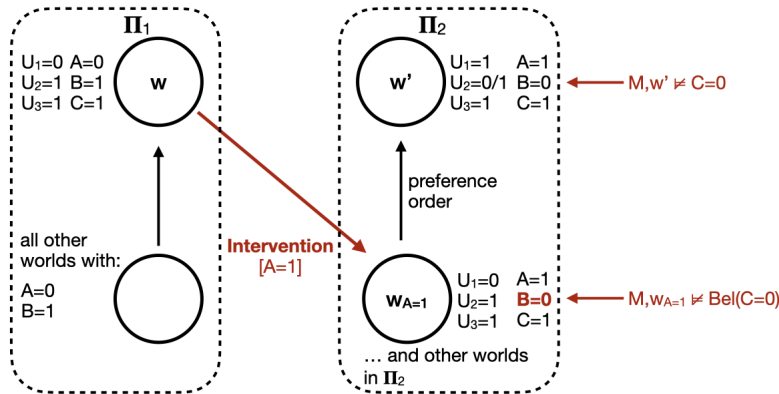 Π₁
U₁=0 A=0
U₂=1 B=1
U₃=1 C=1
w
all other
worlds with:
A=0
B=1
Intervention
[A=1]
Π₂
w'
U₁=1 A=1
U₂=0/1 B=0
U₃=1 C=1
M,w' ⊭ C=0
preference
order
w_A=1
U₁=0 A=1
U₂=1 B=0
U₃=1 C=1
M,w_A=1 ⊭ Bel(C=0)
... and other worlds
in Π₂